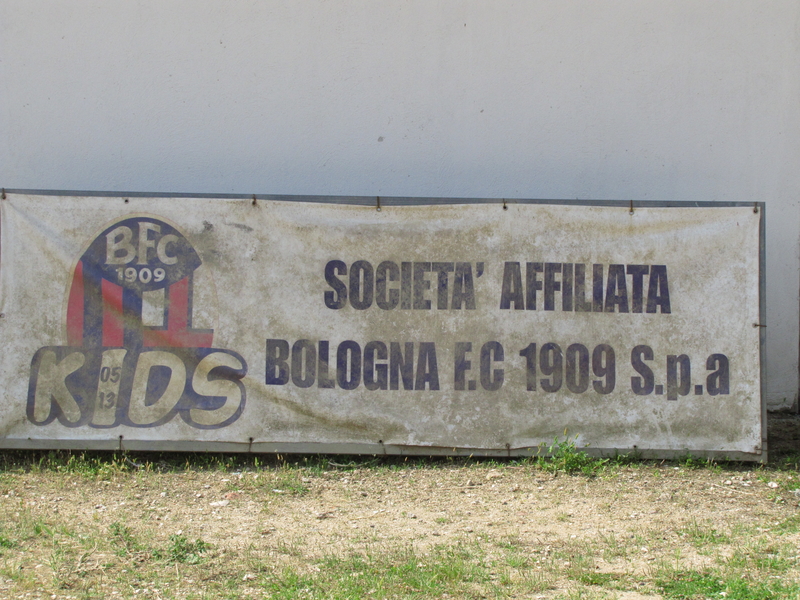 BFC
1909
KIDS
05
13
SOCIETA' AFFILIATA
BOLOGNA F.C 1909 S.p.a